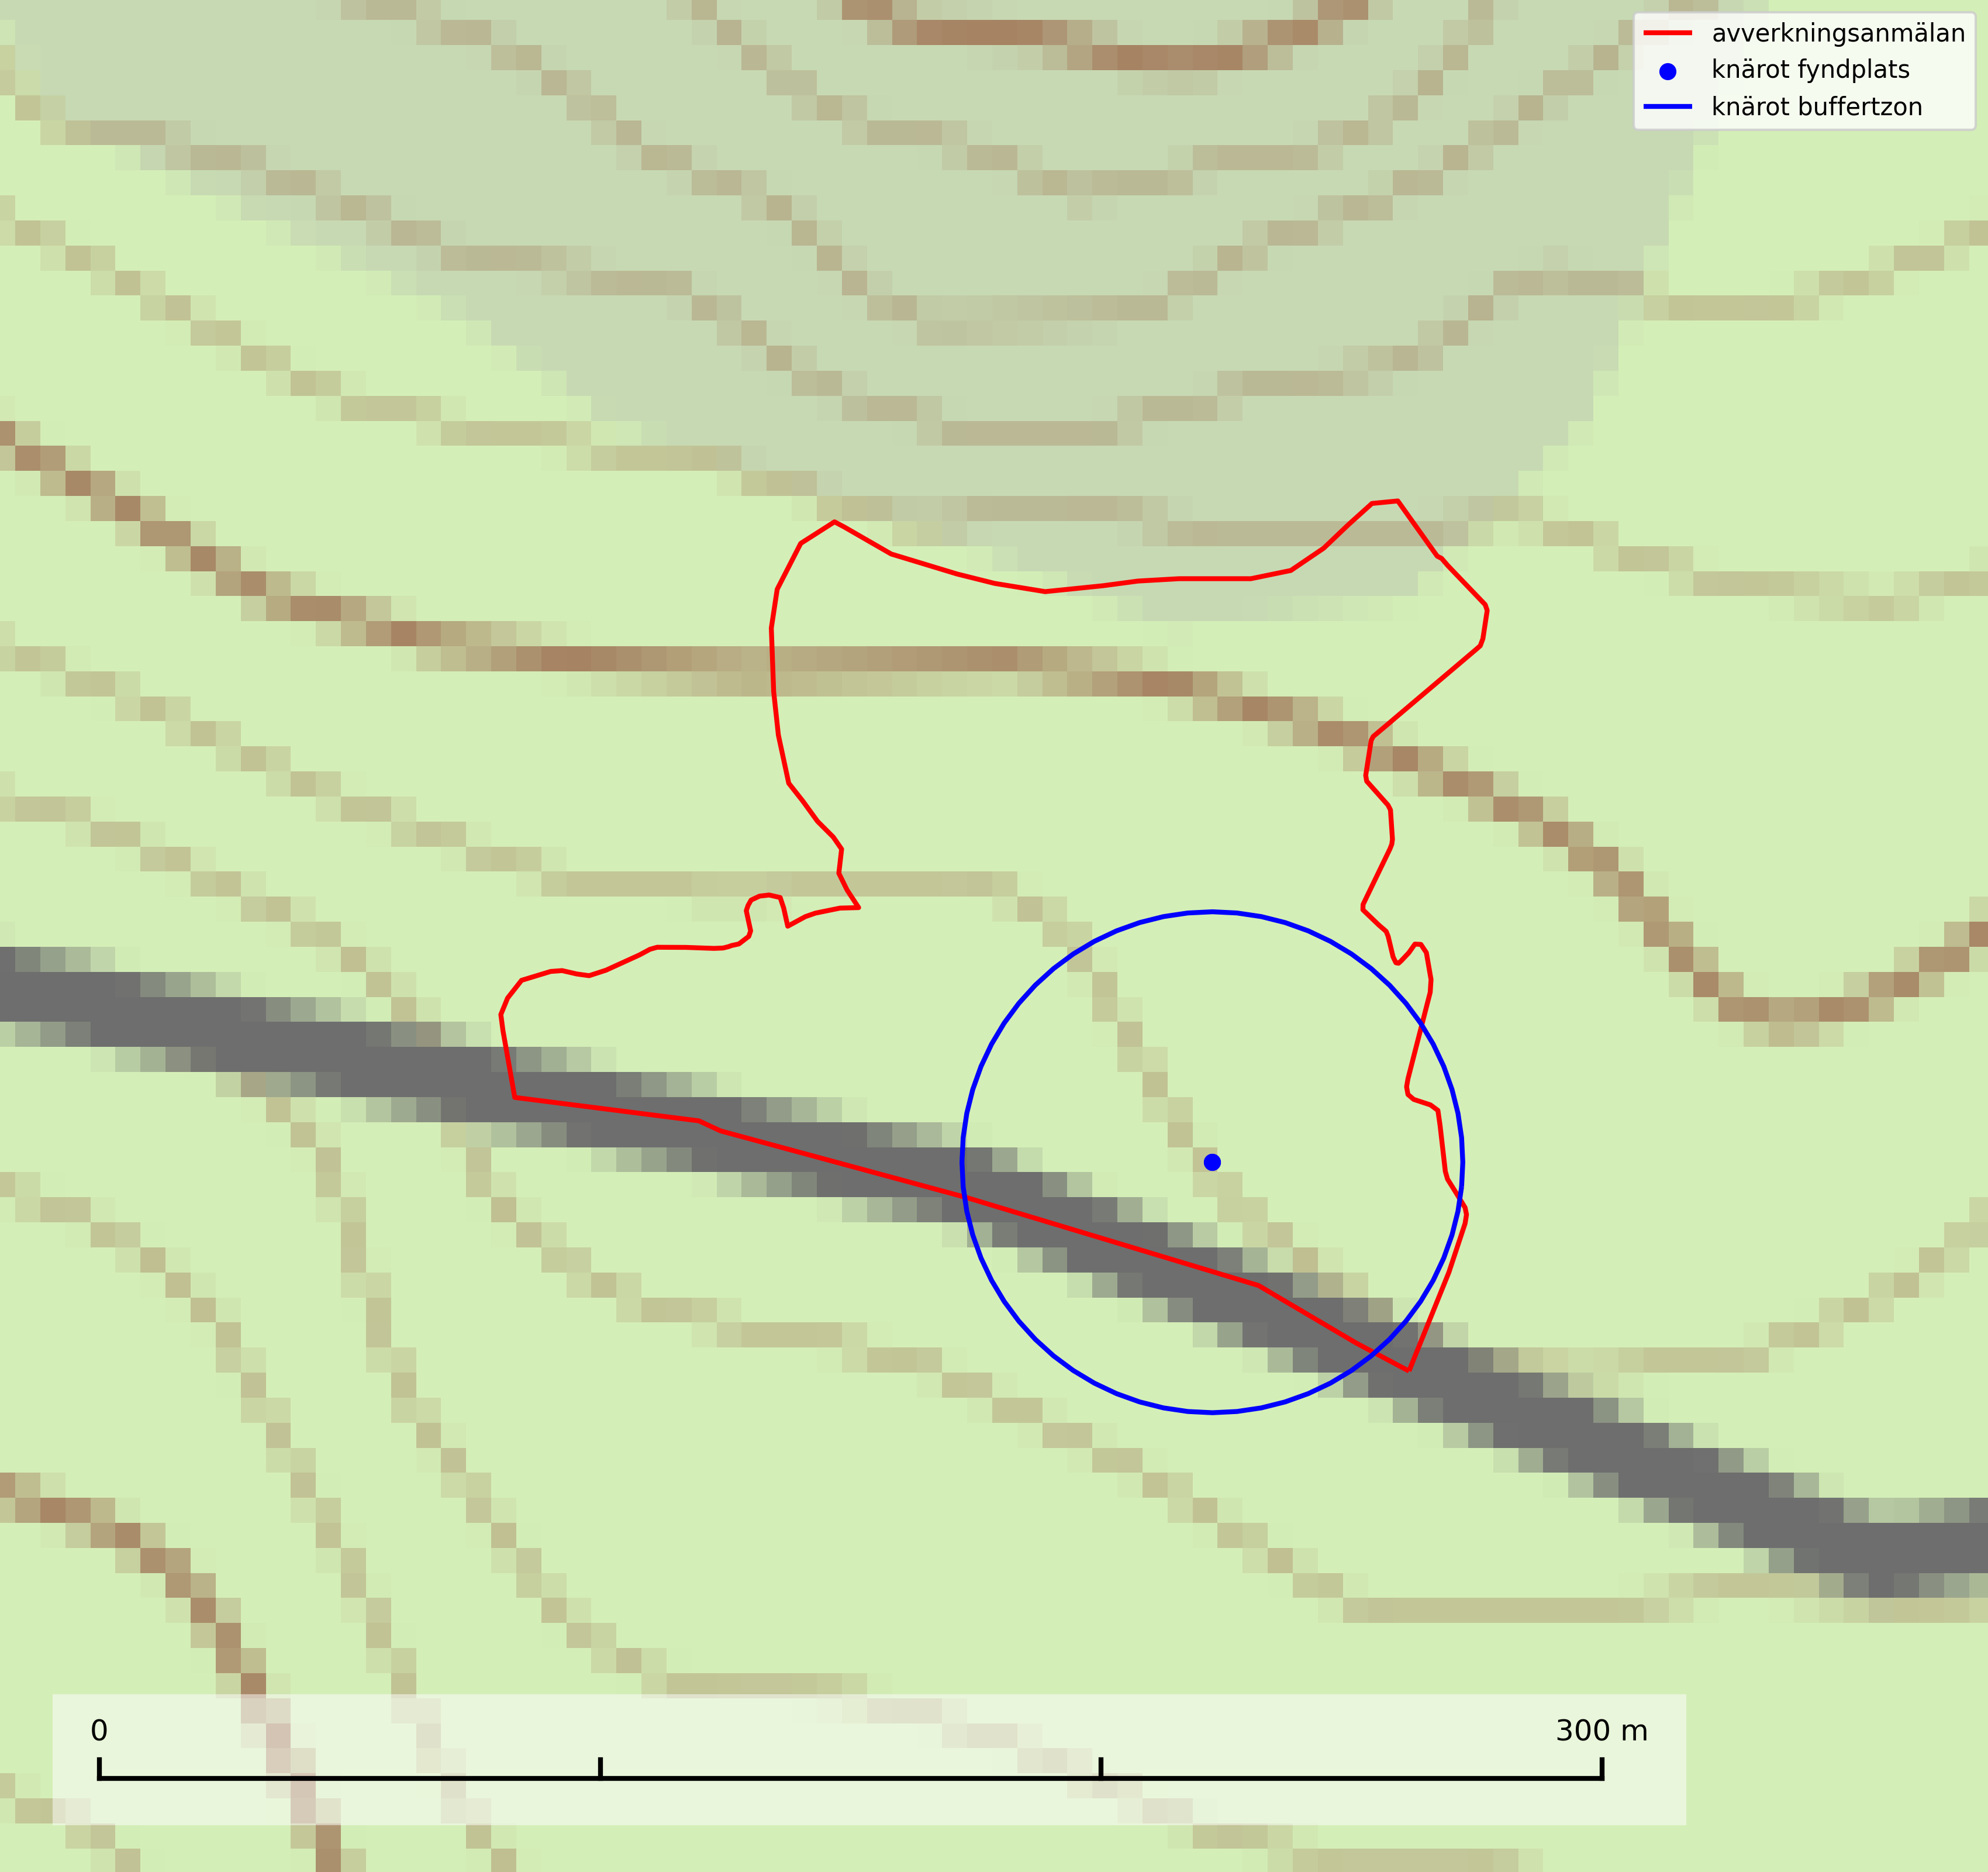 avverkningsanmälan
knärot fyndplats
knärot buffertzon
0 300 m